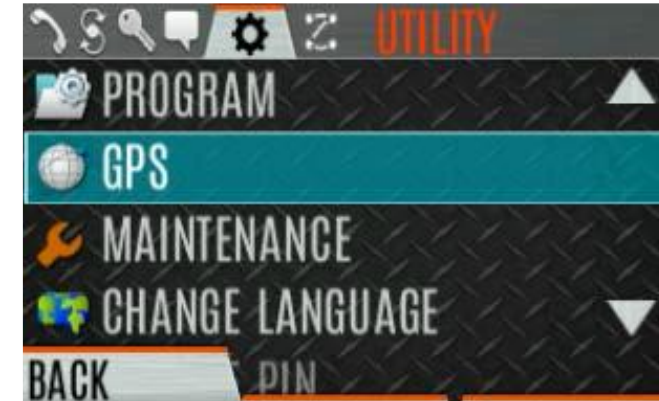 UTILITY
PROGRAM
GPS
MAINTENANCE
CHANGE LANGUAGE
PIN
BACK